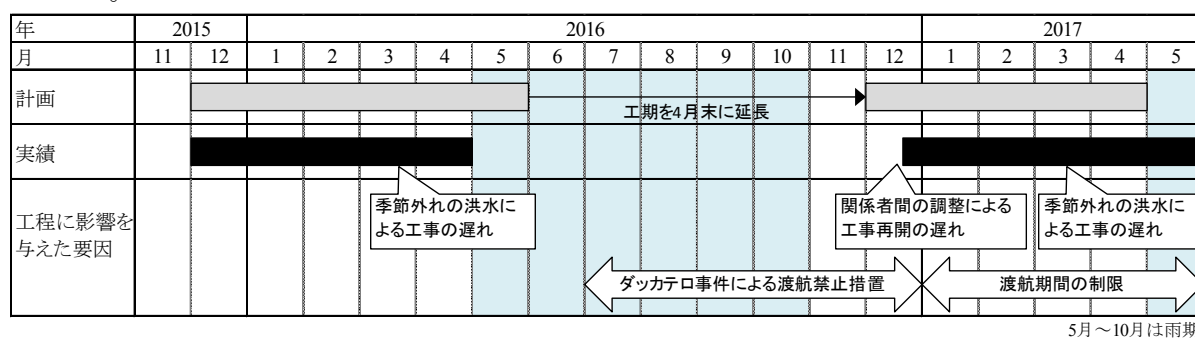 年 2015 2016 2017
月 11 12 1 2 3 4 5 6 7 8 9 10 11 12 1 2 3 4 5
計画
工期を4月末に延長
実績
工程に影響を
与えた要因
季節外れの洪水に
よる工事の遅れ
関係者間の調整による
工事再開の遅れ
季節外れの洪水に
よる工事の遅れ
ダッカテロ事件による渡航禁止措置
渡航期間の制限
5月～10月は雨期